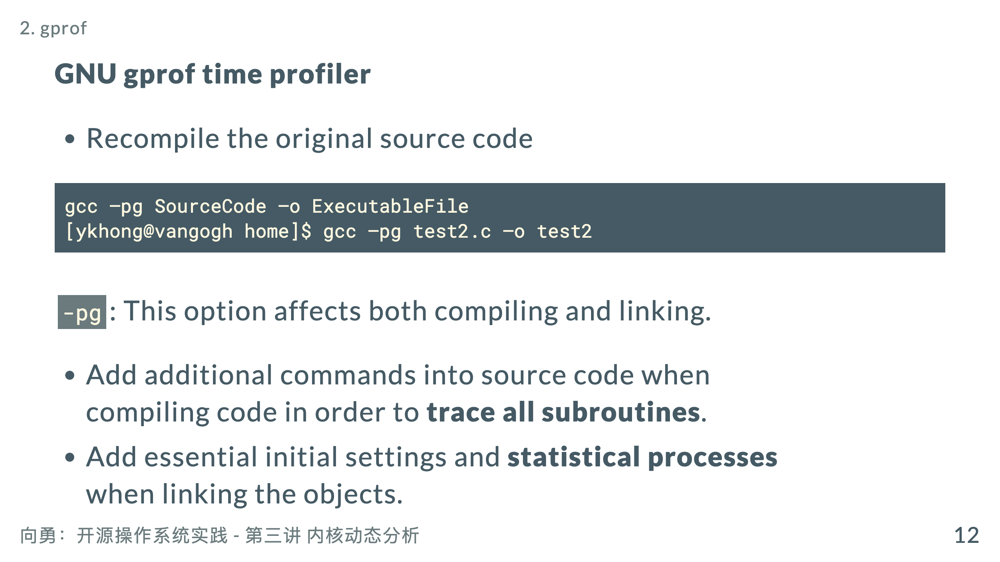 2. gprof
GNU gprof time profiler
• Recompile the original source code
gcc –pg SourceCode –o ExecutableFile
[ykhong@vangogh home]$ gcc –pg test2.c –o test2
-pg : This option affects both compiling and linking.
• Add additional commands into source code when
compiling code in order to trace all subroutines.
• Add essential initial settings and statistical processes
when linking the objects.
向勇：开源操作系统实践 - 第三讲 内核动态分析
12